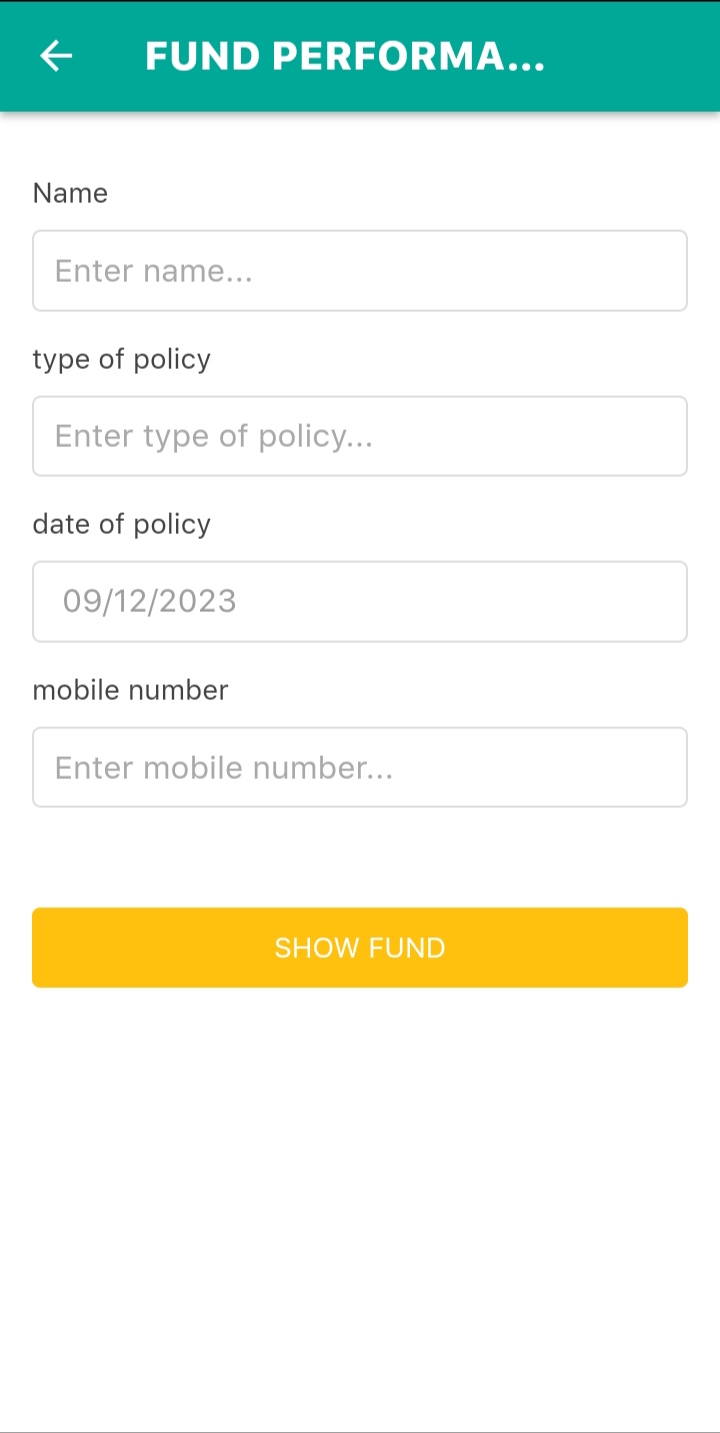 FUND PERFORMA...
Name
Enter name...
type of policy
Enter type of policy...
date of policy
09/12/2023
mobile number
Enter mobile number...
SHOW FUND